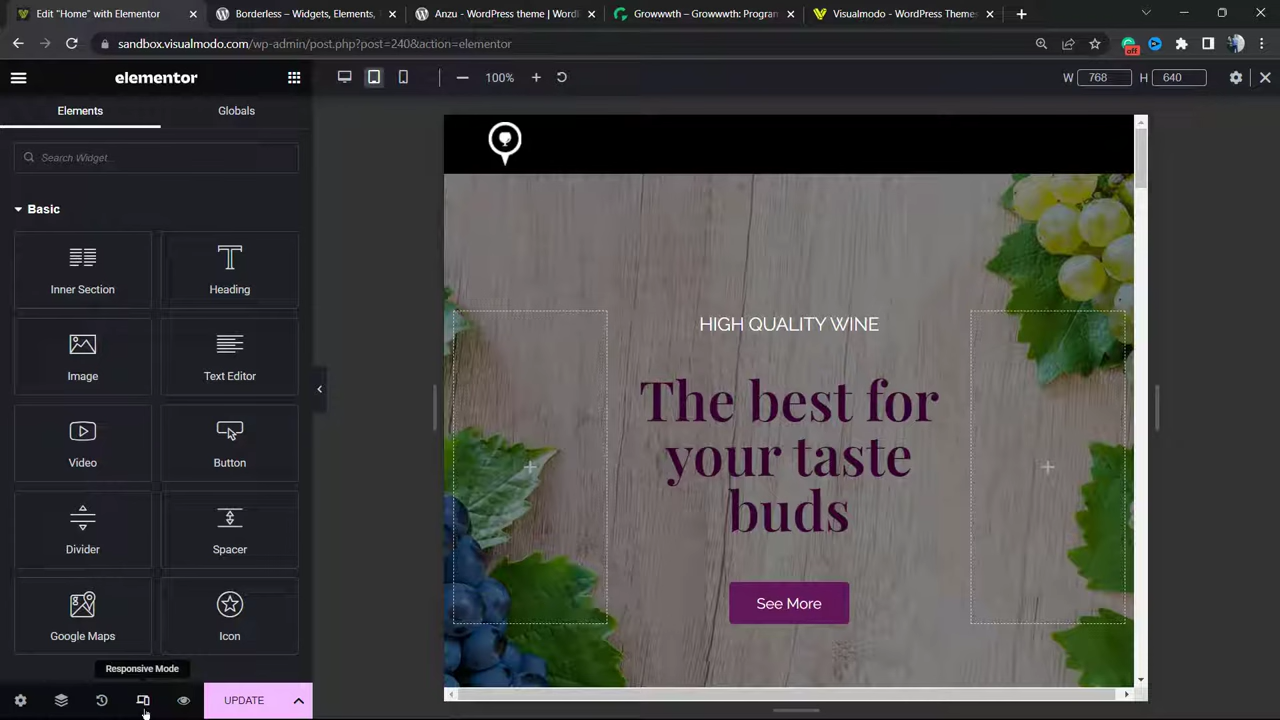 Edit "Home" with Elementor
Borderless – Widgets, Elements,
Anzu - WordPress theme | Word
Growwwth – Growwwth: Program
Visualmodo - WordPress Themes
sandbox.visualmodo.com/wp-admin/post.php?post=240&action=elementor
off
elementor
100%
W 768
H 640
Elements
Globals
Search Widget...
Basic
Inner Section
Heading
Image
Text Editor
Video
Button
Divider
Spacer
Google Maps
Icon
Responsive Mode
UPDATE
HIGH QUALITY WINE
The best for
your taste
buds
See More